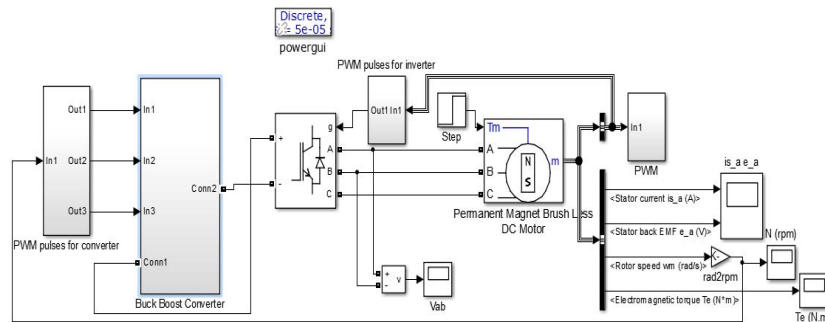 Discrete,
= 5e-05
powergui
PWM pulses for inverter
Out1 In1
Step
In1
PWM
is_a e_a
Out1
Out2
Out3
In1
PWM pulses for converter
In1
In2
In3
Conn2
Conn1
Buck Boost Converter
+
-
g
A
B
C
Tm
A
B
C
N
S
m
Permanent Magnet Brush Less
DC Motor
<Stator current is_a (A)>
<Stator back EMF e_a (V)>
<Rotor speed wm (rad/s)>
<Electromagnetic torque Te (N*m)>
K-
rad2rpm
N (rpm)
Te (N.m
+
-
v
Vab